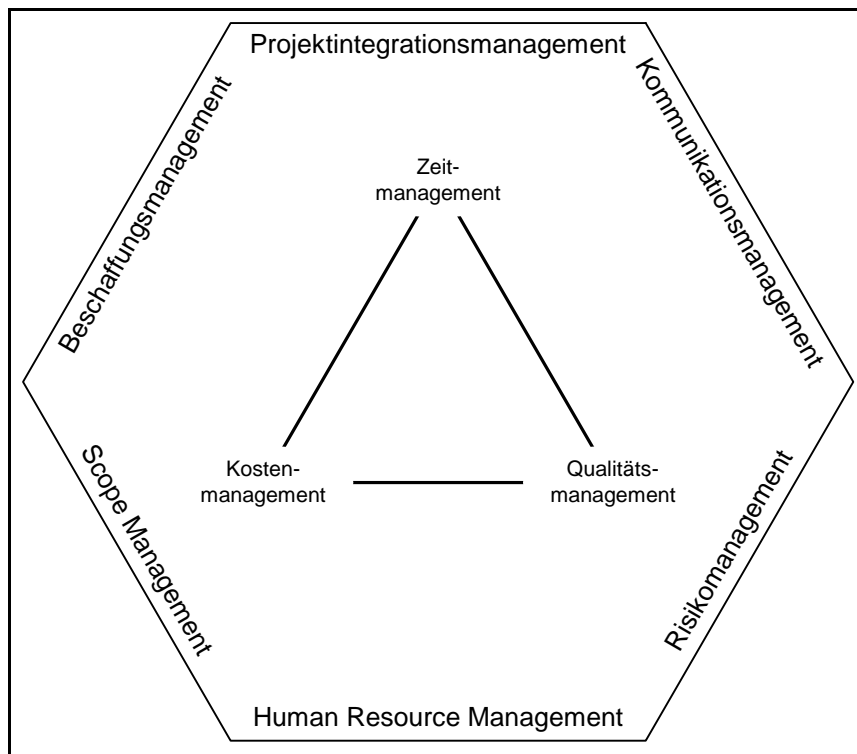 Projektintegrationsmanagement
Beschaffungsmanagement
Kommunikationsmanagement
Zeit-
management
Kosten-
management
Qualitäts-
management
Scope Management
Risikomanagement
Human Resource Management